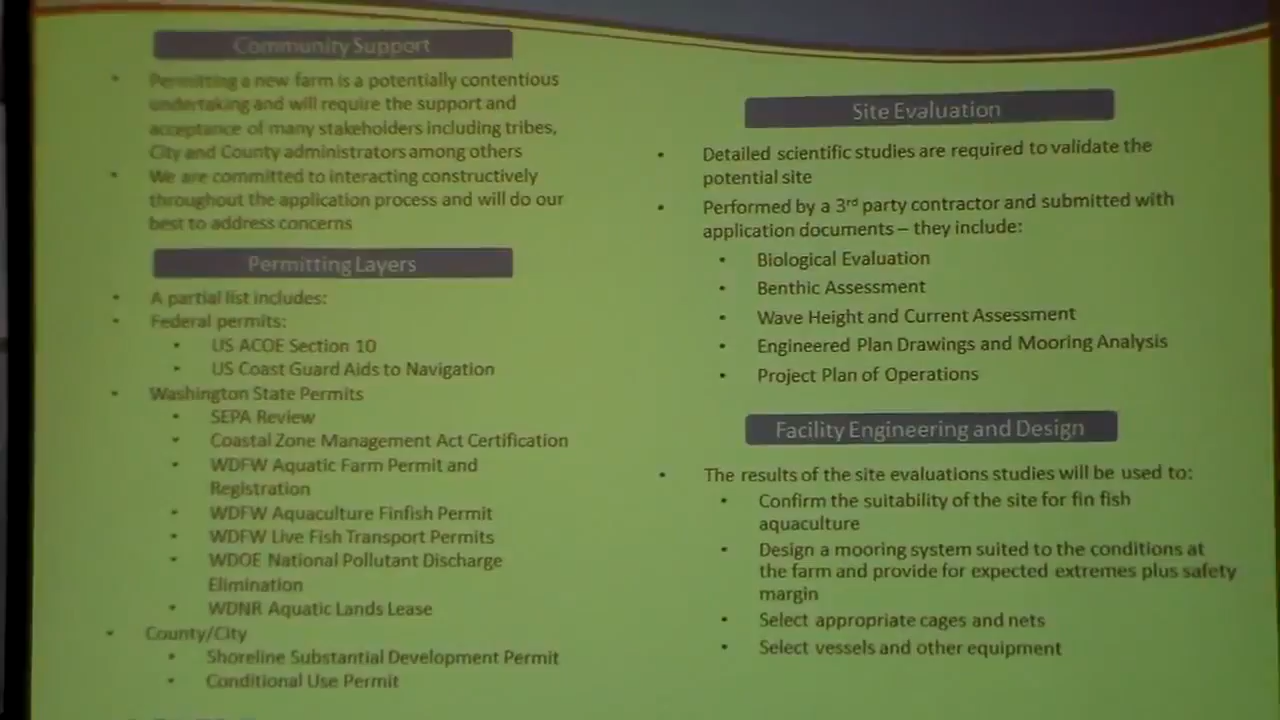 Community Support
• Permitting a new farm is a potentially contentious
undertaking and will require the support and
acceptance of many stakeholders including tribes,
City and County administrators among others
• We are committed to interacting constructively
throughout the application process and will do our
best to address concerns
Permitting Layers
• A partial list includes:
• Federal permits:
• US ACOE Section 10
• US Coast Guard Aids to Navigation
• Washington State Permits
• SEPA Review
• Coastal Zone Management Act Certification
• WDFW Aquatic Farm Permit and
Registration
• WDFW Aquaculture Finfish Permit
• WDFW Live Fish Transport Permits
• WDOE National Pollutant Discharge
Elimination
• WDNR Aquatic Lands Lease
• County/City
• Shoreline Substantial Development Permit
• Conditional Use Permit
Site Evaluation
• Detailed scientific studies are required to validate the
potential site
• Performed by a 3rd party contractor and submitted with
application documents – they include:
• Biological Evaluation
• Benthic Assessment
• Wave Height and Current Assessment
• Engineered Plan Drawings and Mooring Analysis
• Project Plan of Operations
Facility Engineering and Design
• The results of the site evaluations studies will be used to:
• Confirm the suitability of the site for fin fish
aquaculture
• Design a mooring system suited to the conditions at
the farm and provide for expected extremes plus safety
margin
• Select appropriate cages and nets
• Select vessels and other equipment